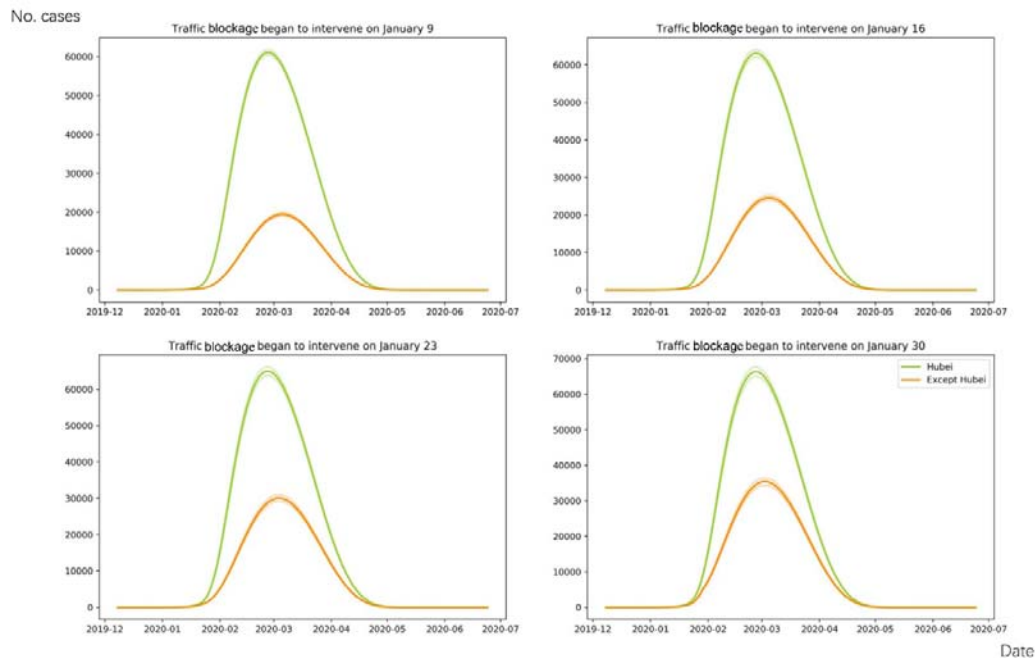 No. cases
Traffic blockage began to intervene on January 9
60000
50000
40000
30000
20000
10000
0
2019-12 2020-01 2020-02 2020-03 2020-04 2020-05 2020-06 2020-07
Traffic blockage began to intervene on January 16
60000
50000
40000
30000
20000
10000
0
2019-12 2020-01 2020-02 2020-03 2020-04 2020-05 2020-06 2020-07
Traffic blockage began to intervene on January 23
60000
50000
40000
30000
20000
10000
0
2019-12 2020-01 2020-02 2020-03 2020-04 2020-05 2020-06 2020-07
Traffic blockage began to intervene on January 30
70000
60000
50000
40000
30000
20000
10000
0
Hubei
Except Hubei
2019-12 2020-01 2020-02 2020-03 2020-04 2020-05 2020-06 2020-07
Date